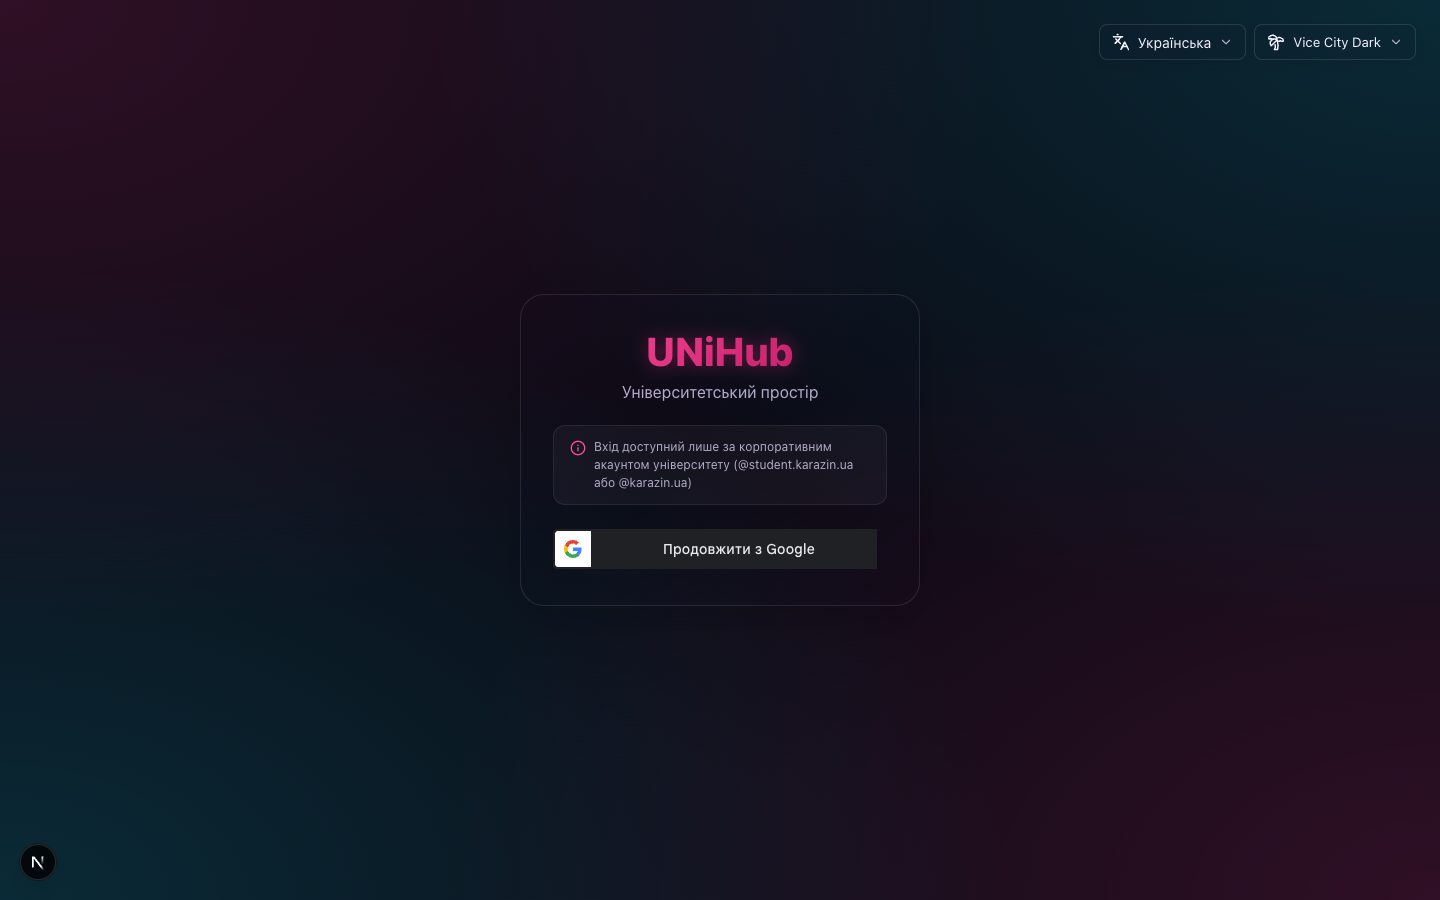 Українська
Vice City Dark
UNiHub
Університетський простір
Вхід доступний лише за корпоративним
акаунтом університету (@student.karazin.ua
або @karazin.ua)
Продовжити з Google